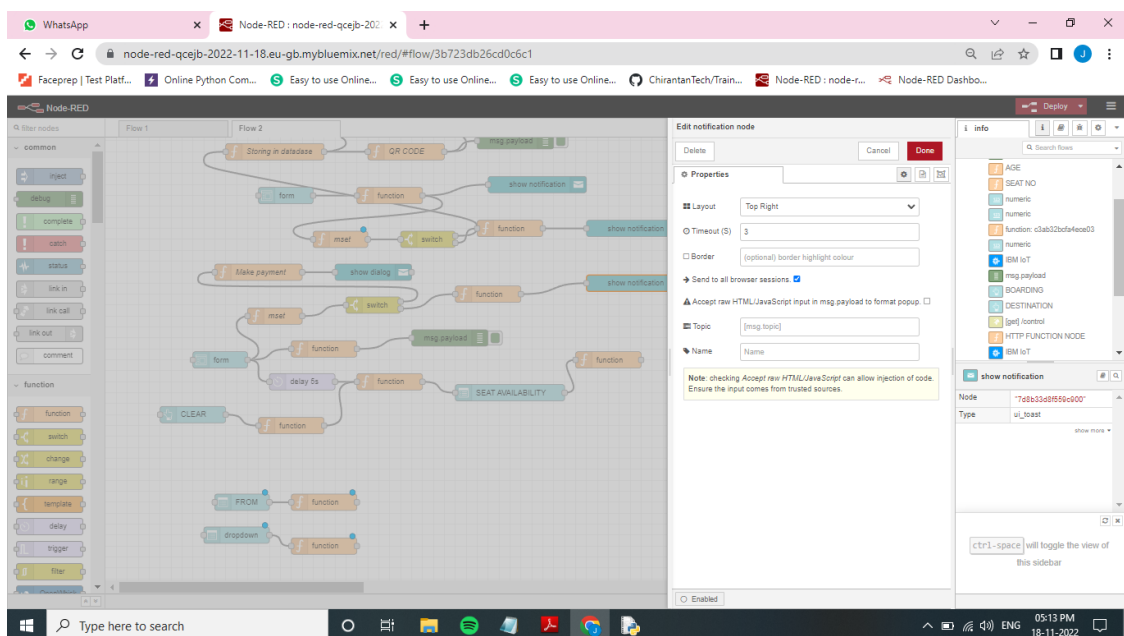 WhatsApp
Node-RED : node-red-qcejb-202
node-red-qcejb-2022-11-18.eu-gb.mybluemix.net/red/#flow/3b723db26cd0c6c1
J
Faceprep | Test Platf... Online Python Com... Easy to use Online... Easy to use Online... Easy to use Online... ChirantanTech/Train... Node-RED : node-r... Node-RED Dashbo...
Node-RED
Deploy
filter nodes
common
inject
debug
complete
catch
status
link in
link call
link out
comment
function
function
switch
change
range
template
delay
trigger
filter
Flow 1
Flow 2
Storing in datadase
QR CODE
msg.payload
form
function
show notification
mset
switch
function
show notification
Make payment
show dialog
switch
function
show notification
mset
function
msg.payload
form
delay 5s
function
SEAT AVAILABILITY
function
CLEAR
function
FROM
function
dropdown
function
Edit notification node
Delete
Cancel
Done
Properties
Layout
Top Right
Timeout (S)
3
Border
(optional) border highlight colour
Send to all browser sessions.
Accept raw HTML/JavaScript input in msg.payload to format popup.
Topic
[msg.topic]
Name
Name
Note: checking Accept raw HTML/JavaScript can allow injection of code.
Ensure the input comes from trusted sources.
Enabled
i info
Search flows
AGE
SEAT NO
numeric
numeric
function: c3ab32bcfa4ece03
numeric
IBM IoT
msg.payload
BOARDING
DESTINATION
[get] /control
HTTP FUNCTION NODE
IBM IoT
show notification
Node "7d8b33d8f559c900"
Type ui_toast
show more
ctrl-space will toggle the view of
this sidebar
Type here to search
ENG
05:13 PM
18-11-2022